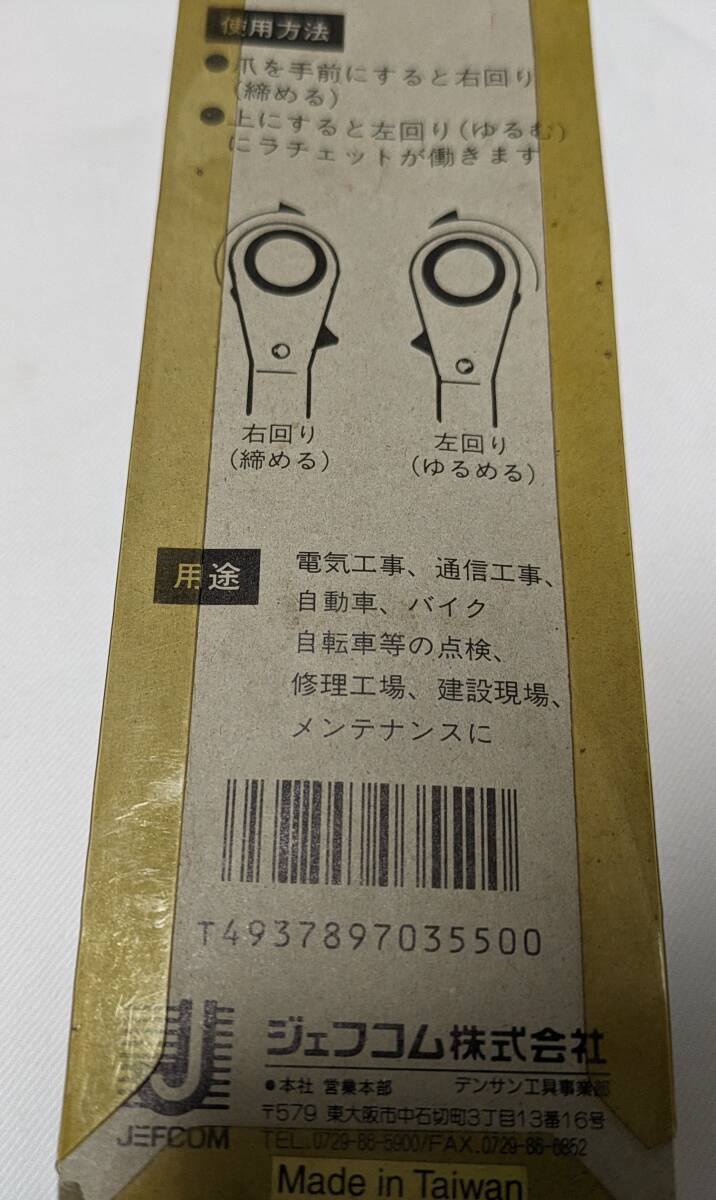 使用方法
●爪を手前にすると右回り
(締める)
●上にすると左回り(ゆるむ)
にラチェットが働きます
右回り
(締める)
左回り
(ゆるめる)
用途
電気工事、通信工事、
自動車、バイク
自転車等の点検、
修理工場、建設現場、
メンテナンスに
T4937897035500
ジェフコム株式会社
●本社 営業本部 デンサン工具事業部
〒579 東大阪市中石切町3丁目13番16号
JEFCOM
TEL.0729-86-5900/FAX.0729-86-6852
Made in Taiwan